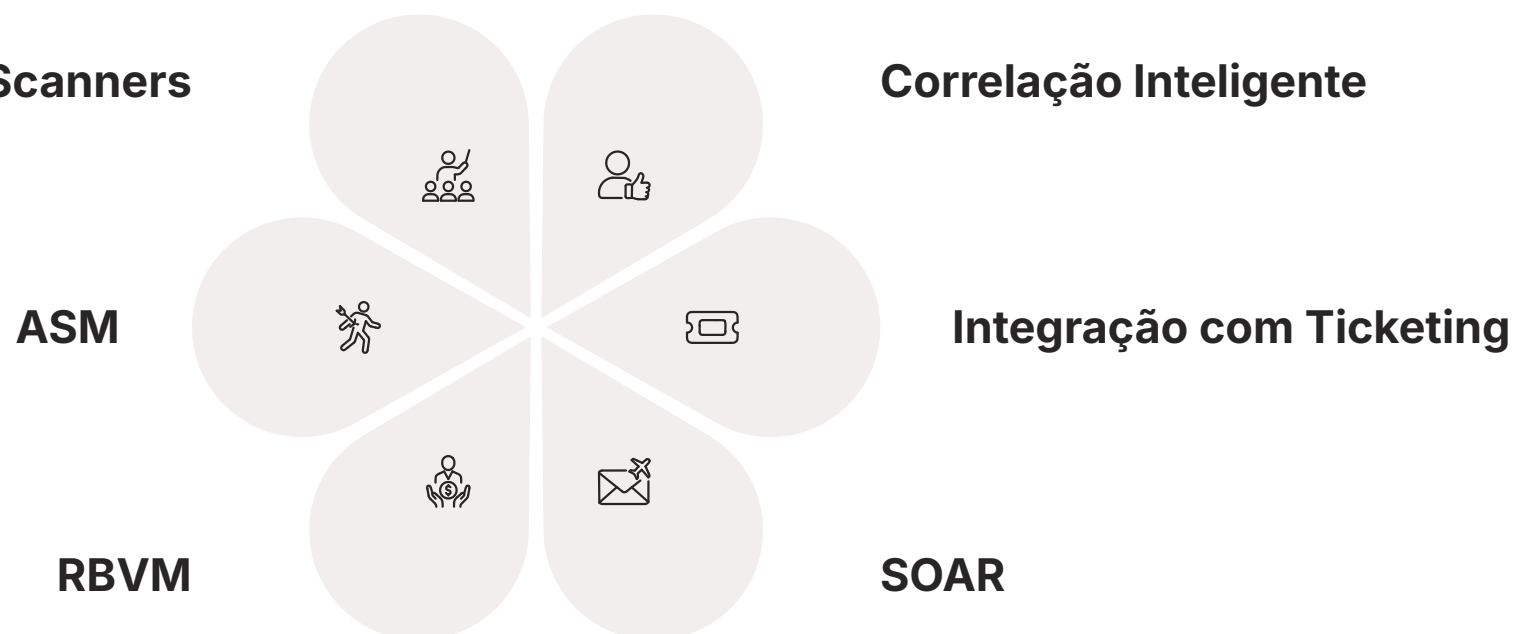 Scanners
Correlação Inteligente
ASM
Integração com Ticketing
RBVM
SOAR